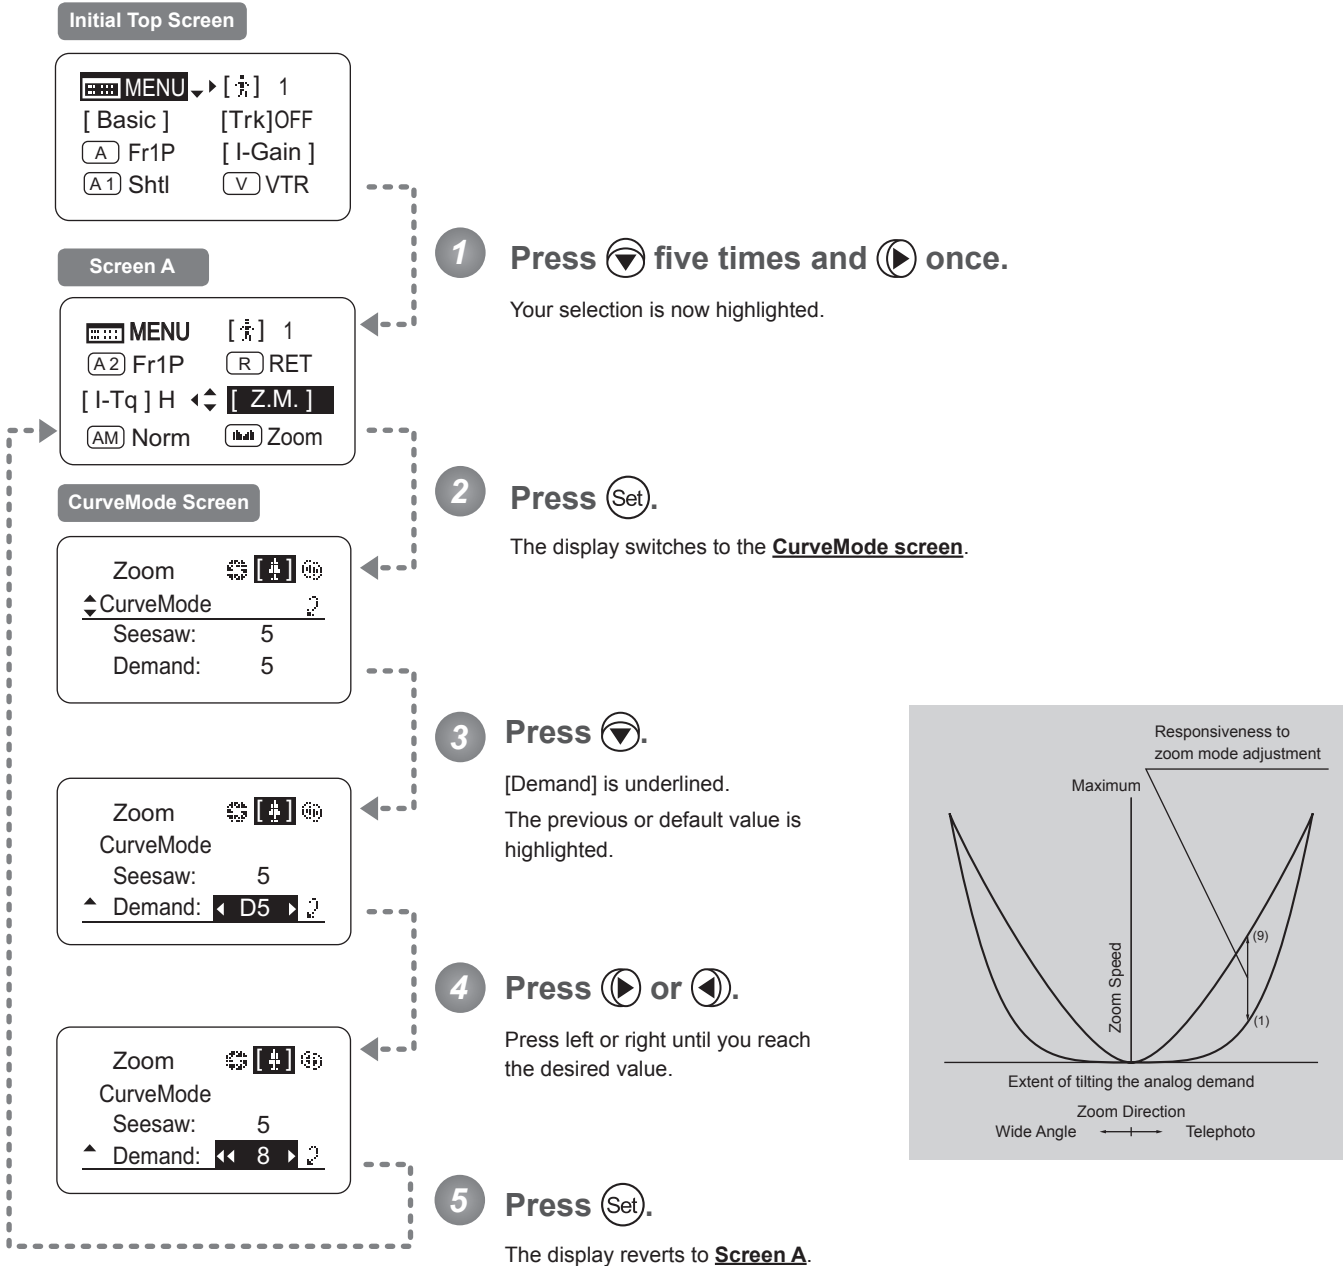 Initial Top Screen
MENU [ ] 1
[ Basic ] [Trk]OFF
A Fr1P [ I-Gain ]
A1 Shtl V VTR
1 Press five times and once.
Your selection is now highlighted.
Screen A
MENU [ ] 1
A2 Fr1P R RET
[ I-Tq ] H [ Z.M. ]
AM Norm Zoom
2 Press Set.
The display switches to the CurveMode screen.
CurveMode Screen
Zoom [ ]
CurveMode
Seesaw: 5
Demand: 5
3 Press .
[Demand] is underlined.
The previous or default value is
highlighted.
Zoom [ ]
CurveMode
Seesaw: 5
Demand: D5
4 Press or .
Press left or right until you reach
the desired value.
Zoom [ ]
CurveMode
Seesaw: 5
Demand: 8
5 Press Set.
The display reverts to Screen A.
Responsiveness to
zoom mode adjustment
Maximum
Zoom Speed
(9)
(1)
Extent of tilting the analog demand
Zoom Direction
Wide Angle Telephoto